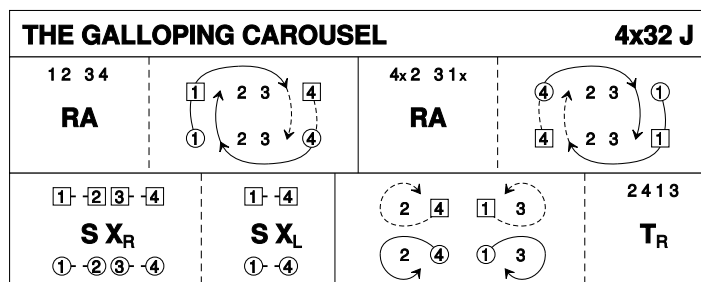 THE GALLOPING CAROUSEL 4x32 J
1 2 3 4
RA
1 2 3 4
1 2 3 4
4x 2 3 1x
RA
4 2 3 1
4 2 3 1
1 - - 2 3 - - 4
S XR
1 - - 2 3 - - 4
1 - - 4
S XL
1 - - 4
2 4 1 3
2 4 1 3
2 4 1 3
TR